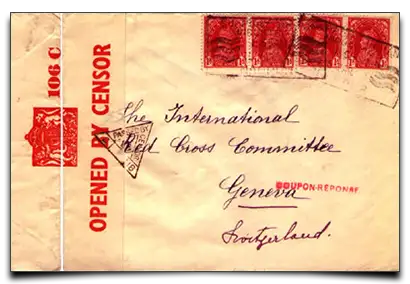 106 C
OPENED BY CENSOR
The International
Red Cross Committee
Geneva
COUPON-REPONSE
Switzerland.